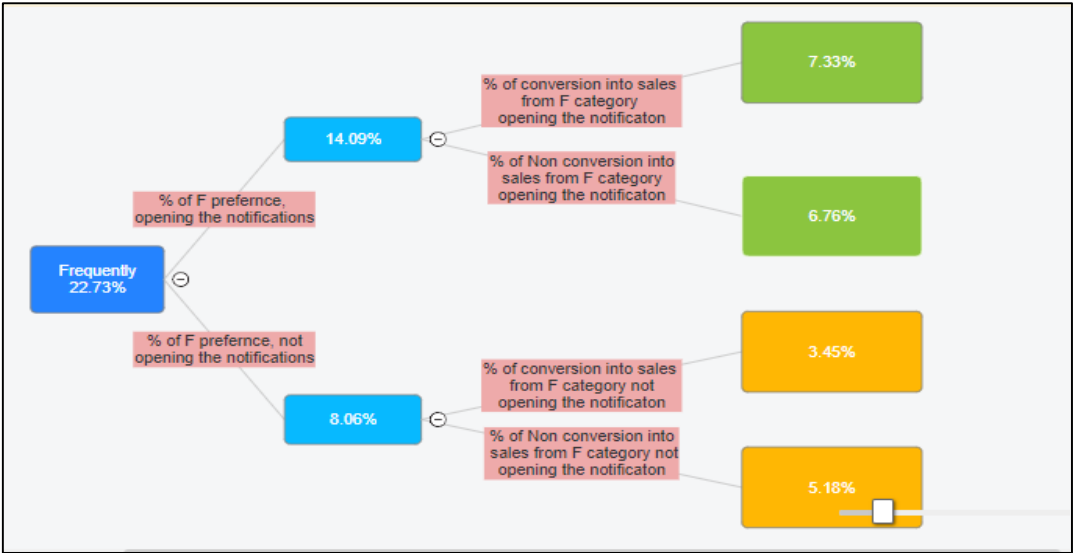 7.33%
% of conversion into sales
from F category
opening the notificaton
14.09%
% of Non conversion into
sales from F category
opening the notificaton
6.76%
% of F prefernce,
opening the notifications
Frequently
22.73%
% of F prefernce, not
opening the notifications
% of conversion into sales
from F category not
opening the notificaton
3.45%
8.06%
% of Non conversion into
sales from F category not
opening the notificaton
5.18%